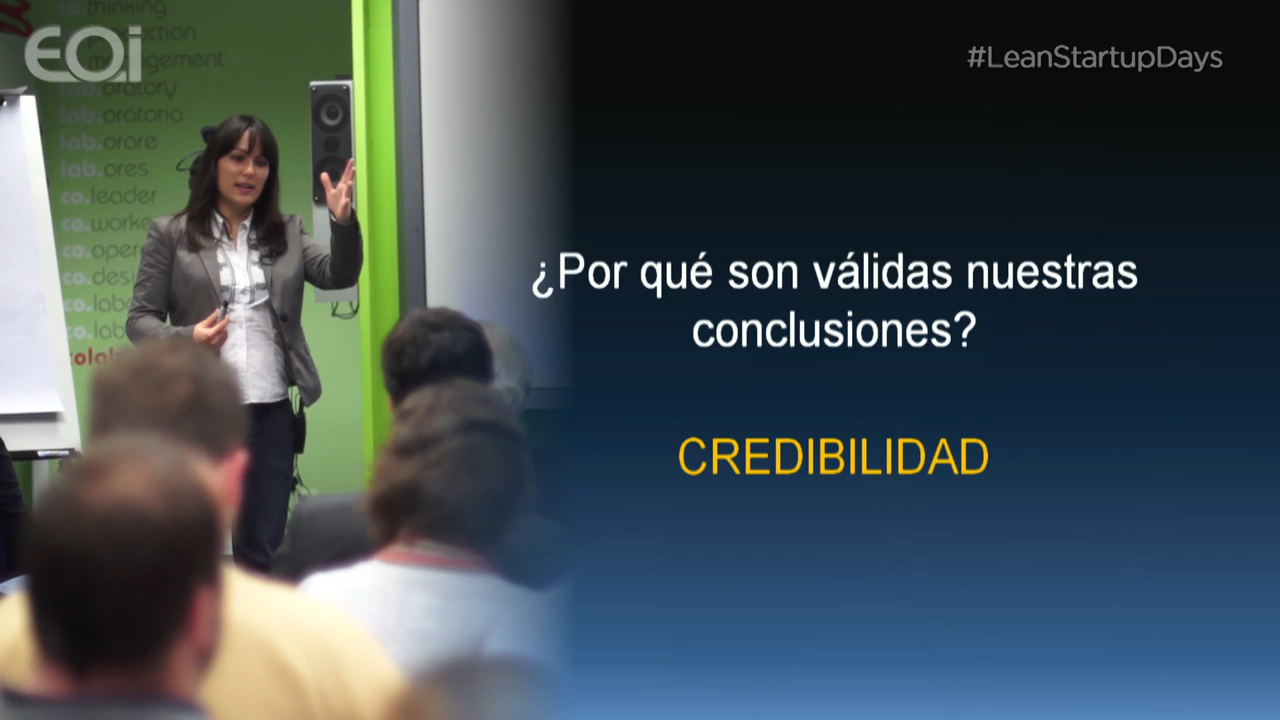 co.thinking
EOi
#LeanStartupDays
lab.oratory
lab.oratoria
lab.orare
lab.ores
co.leader
¿Por qué son válidas nuestras
conclusiones?
CREDIBILIDAD